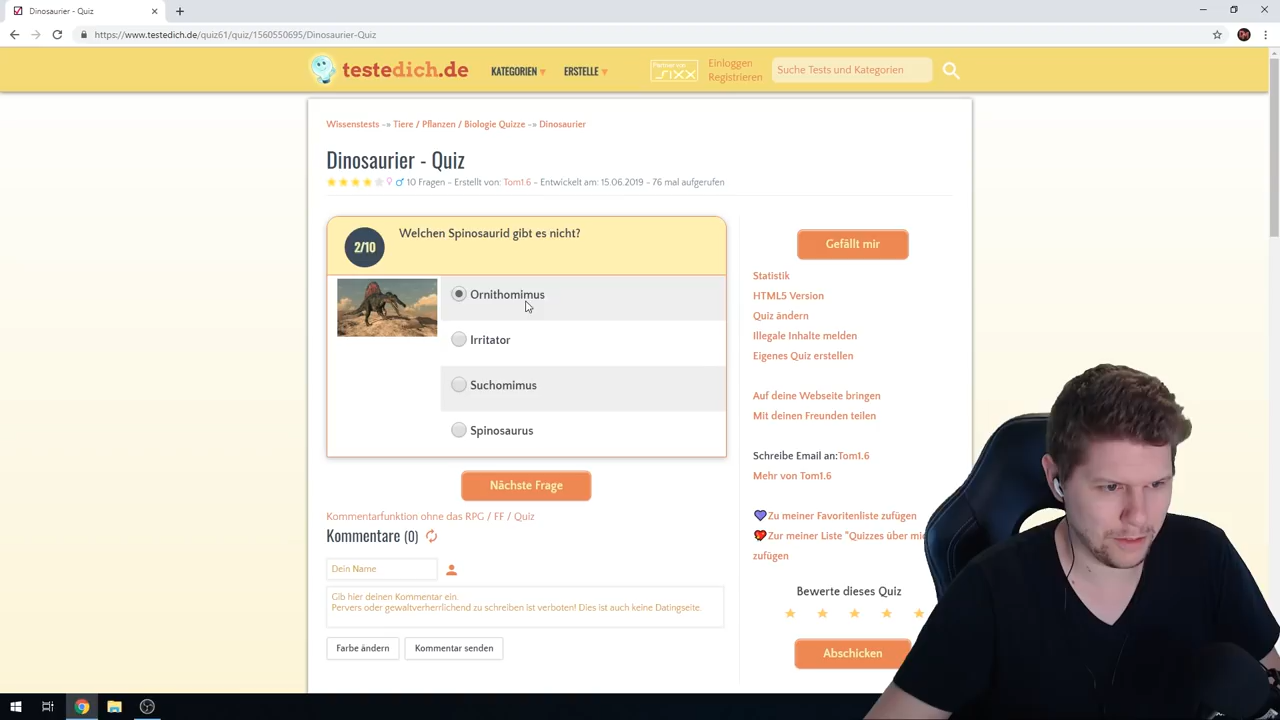 Dinosaurier - Quiz
https://www.testedich.de/quiz61/quiz/1560550695/Dinosaurier-Quiz
testedich.de
KATEGORIEN
ERSTELLE
Partner von
sixx
Einloggen
Registrieren
Suche Tests und Kategorien
Wissenstests -» Tiere / Pflanzen / Biologie Quizze -» Dinosaurier
Dinosaurier - Quiz
10 Fragen - Erstellt von: Tom1.6 - Entwickelt am: 15.06.2019 - 76 mal aufgerufen
2/10
Welchen Spinosaurid gibt es nicht?
Ornithomimus
Irritator
Suchomimus
Spinosaurus
Nächste Frage
Kommentarfunktion ohne das RPG / FF / Quiz
Kommentare (0)
Dein Name
Gib hier deinen Kommentar ein.
Pervers oder gewaltverherrlichend zu schreiben ist verboten! Dies ist auch keine Datingseite.
Farbe ändern
Kommentar senden
Gefällt mir
Statistik
HTML5 Version
Quiz ändern
Illegale Inhalte melden
Eigenes Quiz erstellen
Auf deine Webseite bringen
Mit deinen Freunden teilen
Schreibe Email an:Tom1.6
Mehr von Tom1.6
Zu meiner Favoritenliste zufügen
Zur meiner Liste "Quizzes über
zufügen
Bewerte dieses Quiz
Abschicken